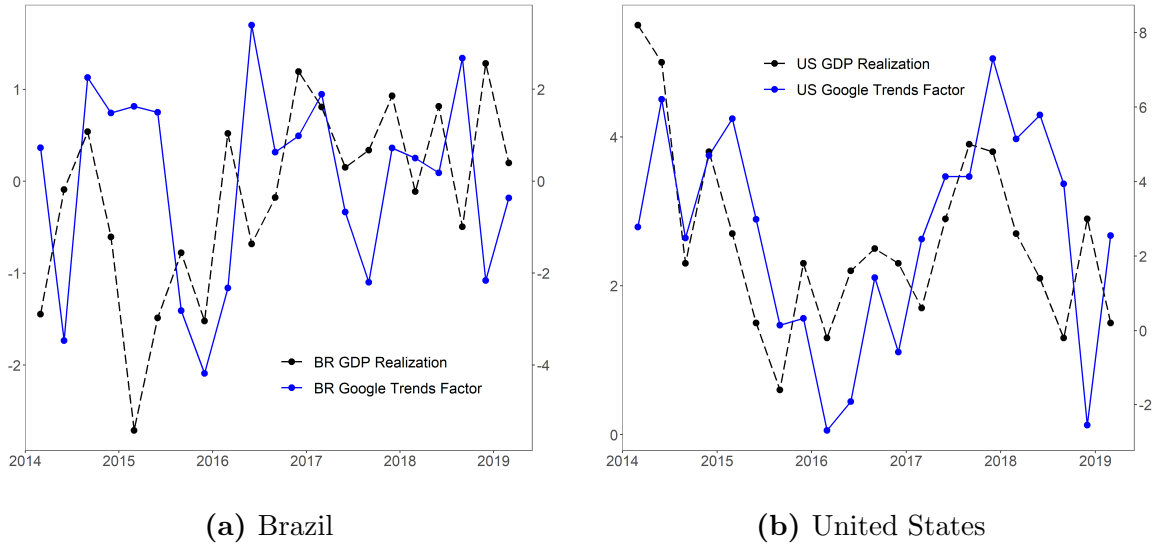 1
0
-1
-2
2
0
-2
-4
BR GDP Realization
BR Google Trends Factor
2014 2015 2016 2017 2018 2019
(a) Brazil
4
2
0
8
6
4
2
0
-2
US GDP Realization
US Google Trends Factor
2014 2015 2016 2017 2018 2019
(b) United States